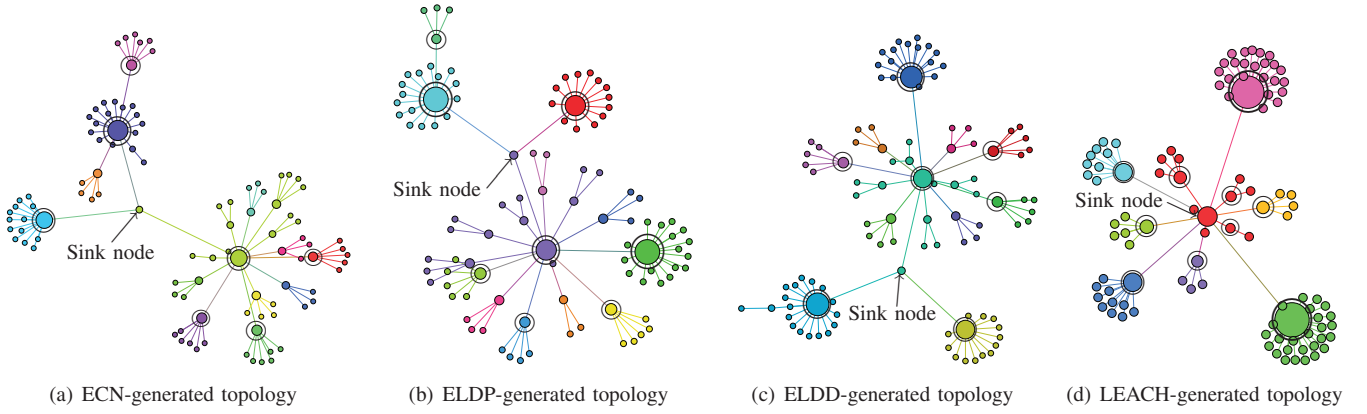 Sink node
Sink node
Sink node
Sink node
(a) ECN-generated topology
(b) ELDP-generated topology
(c) ELDD-generated topology
(d) LEACH-generated topology